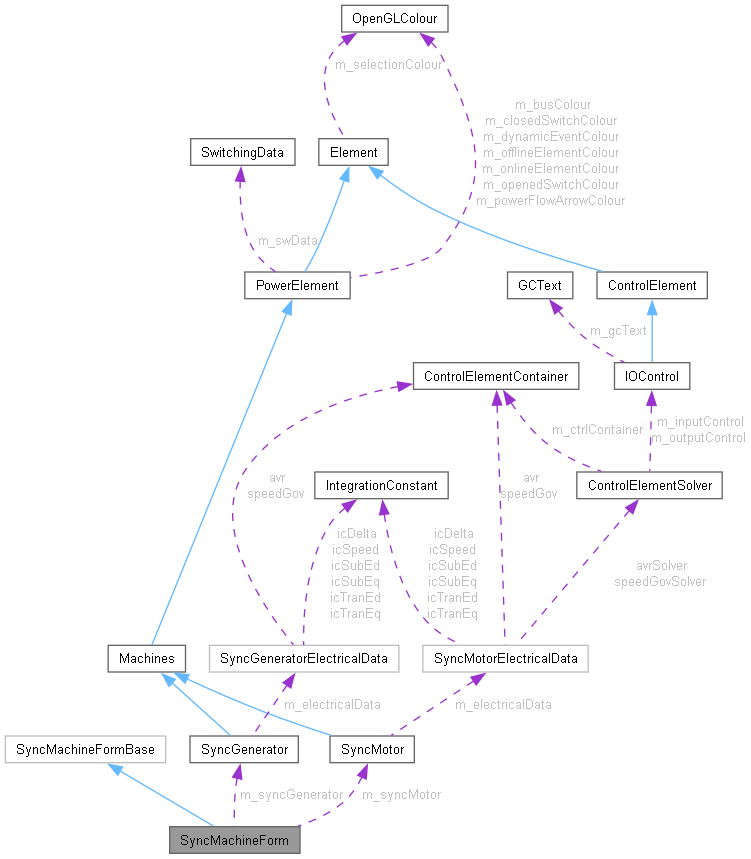 OpenGLColour
m_selectionColour
m_busColour
m_closedSwitchColour
m_dynamicEventColour
m_offlineElementColour
m_onlineElementColour
m_openedSwitchColour
m_powerFlowArrowColour
SwitchingData
Element
m_swData
PowerElement
GCText
ControlElement
m_gcText
ControlElementContainer
IOControl
m_ctrlContainer
m_inputControl
m_outputControl
avr
speedGov
IntegrationConstant
avr
speedGov
ControlElementSolver
icDelta
icSpeed
icSubEd
icSubEq
icTranEd
icTranEq
icDelta
icSpeed
icSubEd
icSubEq
icTranEd
icTranEq
avrSolver
speedGovSolver
Machines
SyncGeneratorElectricalData
SyncMotorElectricalData
m_electricalData
m_electricalData
SyncMachineFormBase
SyncGenerator
SyncMotor
m_syncGenerator
m_syncMotor
SyncMachineForm